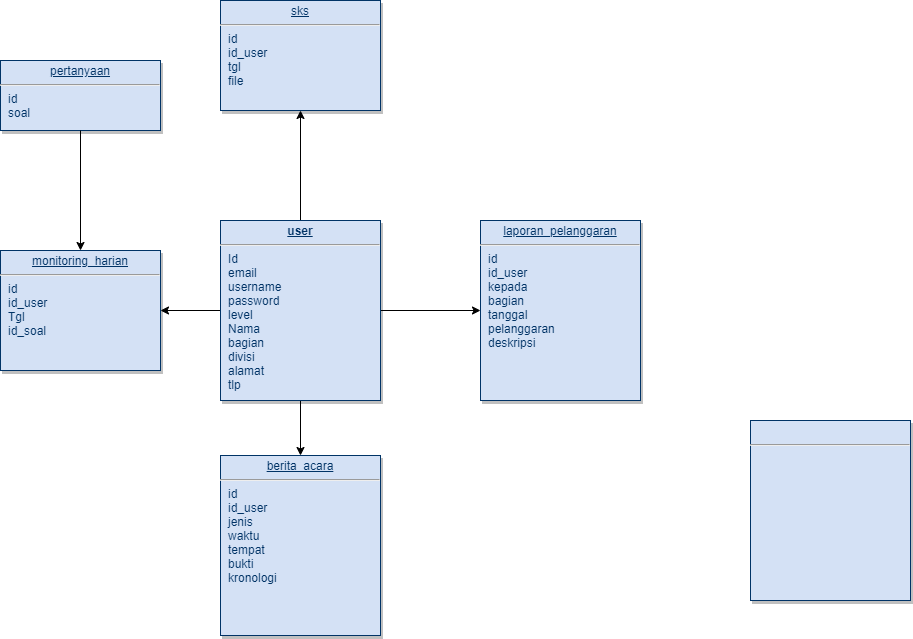 sks
id
id_user
tgl
file
pertanyaan
id
soal
user
Id
email
username
password
level
Nama
bagian
divisi
alamat
tlp
laporan_pelanggaran
id
id_user
kepada
bagian
tanggal
pelanggaran
deskripsi
monitoring_harian
id
id_user
Tgl
id_soal
berita_acara
id
id_user
jenis
waktu
tempat
bukti
kronologi